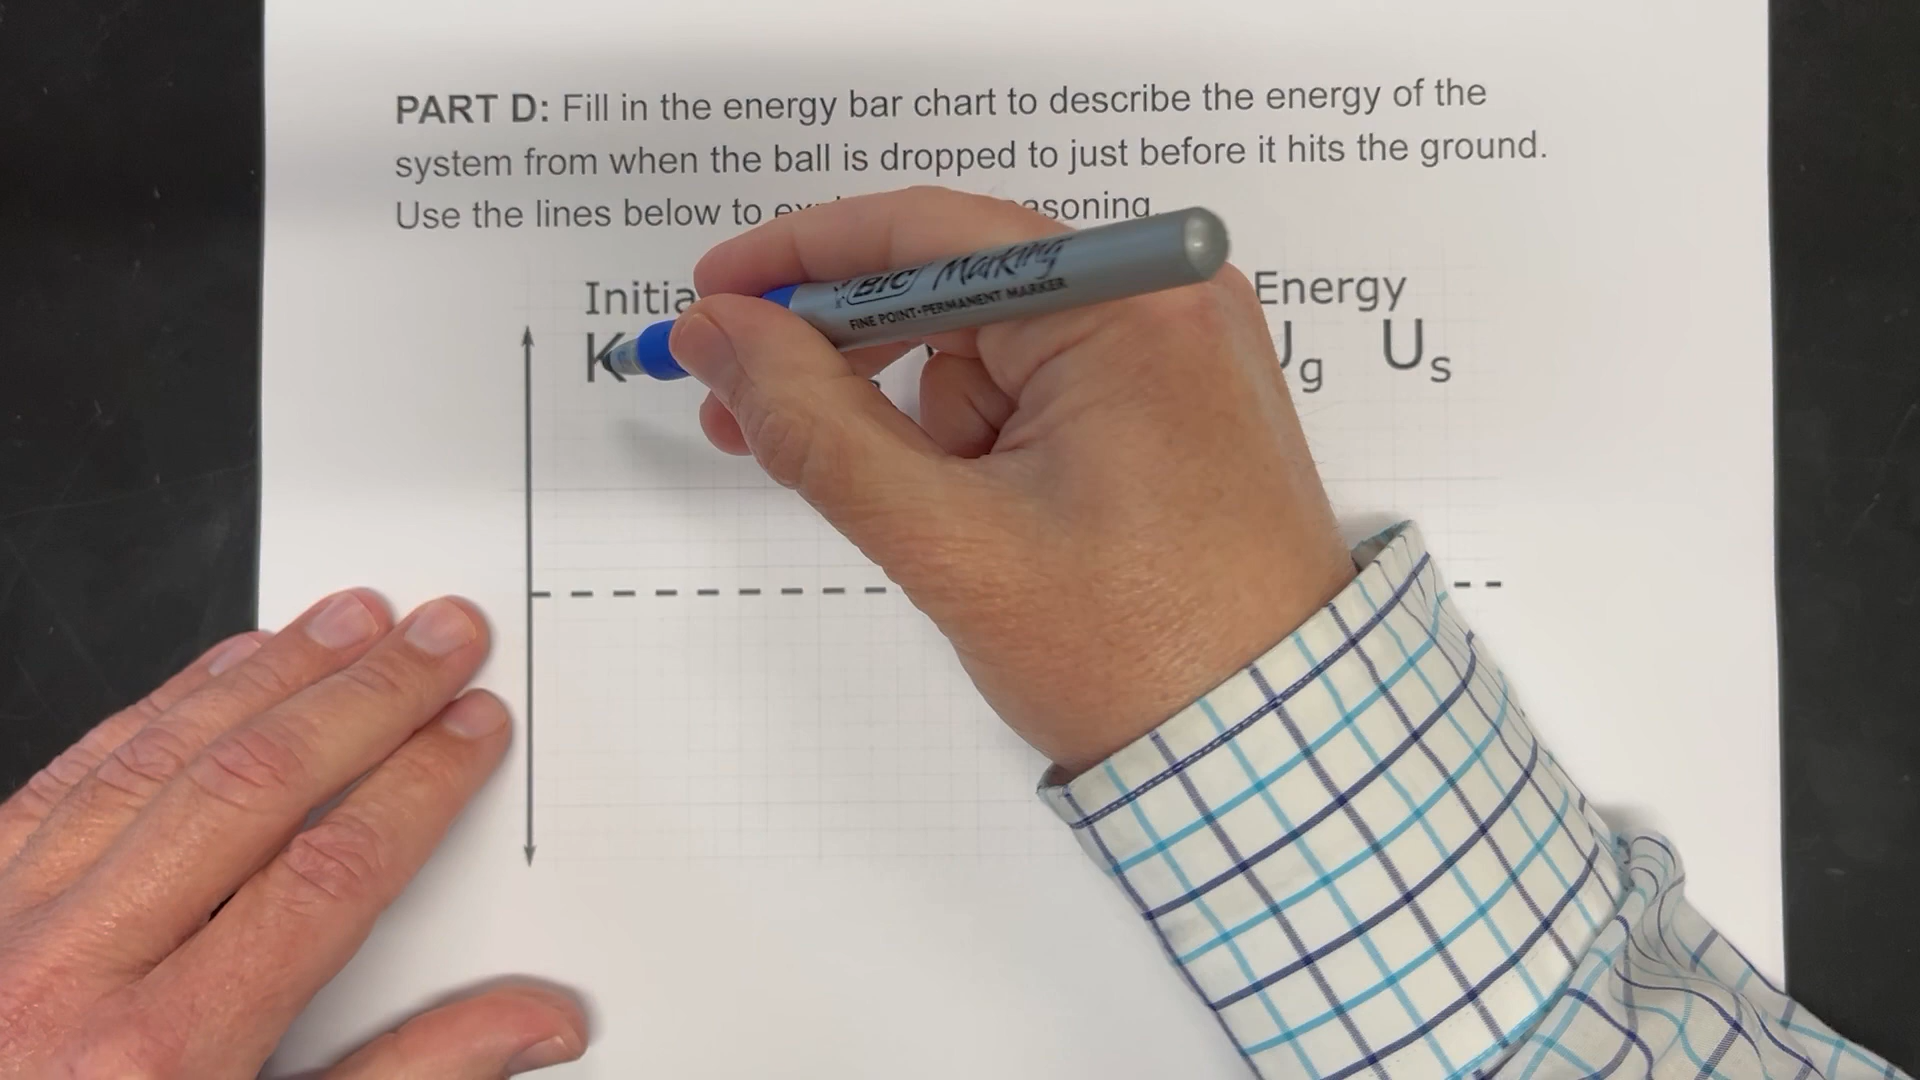 PART D: Fill in the energy bar chart to describe the energy of the
system from when the ball is dropped to just before it hits the ground.
Use the lines below to
Energy
K Ug Us
BIC Marking
FINE POINT·PERMANENT MARKER